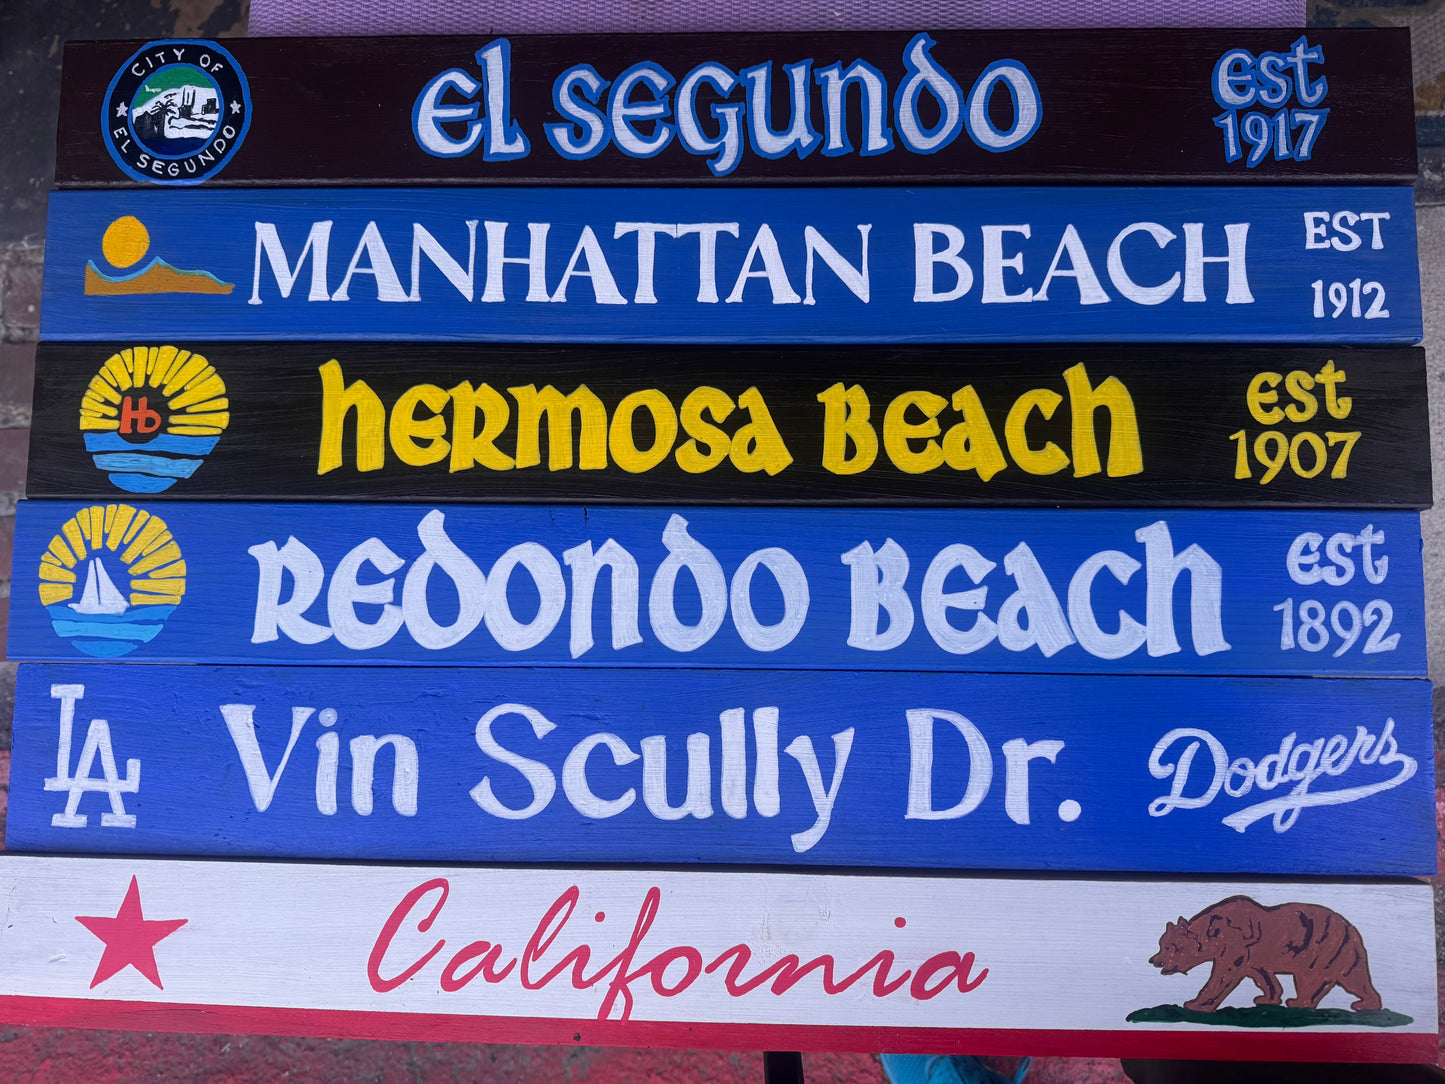 CITY OF
EL SEGUNDO
El Segundo
Est
1917
MANHATTAN BEACH
EST
1912
Hb
hermosa Beach
Est
1907
Redondo Beach
Est
1892
LA
Vin Scully Dr.
Dodgers
California